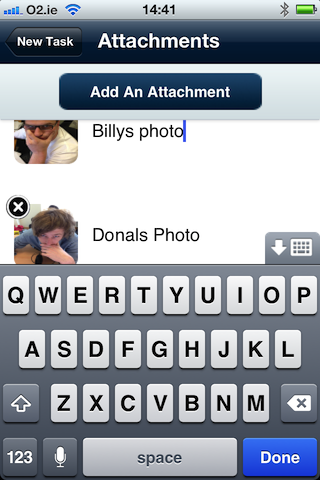 O2.ie 14:41
New Task Attachments
Add An Attachment
Billys photo
Donals Photo
Q W E R T Y U I O P
A S D F G H J K L
Z X C V B N M
123 space Done